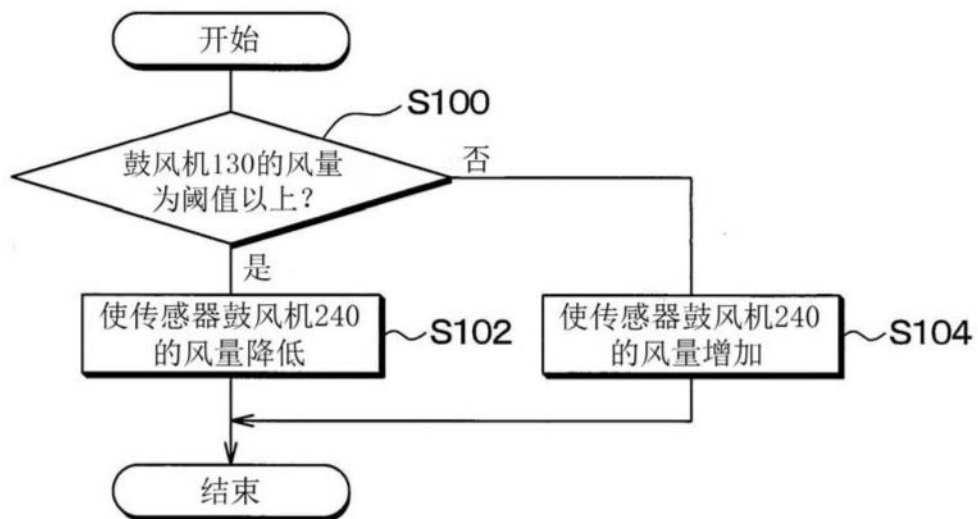 开始
S100
鼓风机130的风量
为阈值以上?
否
是
使传感器鼓风机240
的风量降低
S102
使传感器鼓风机240
的风量增加
S104
结束